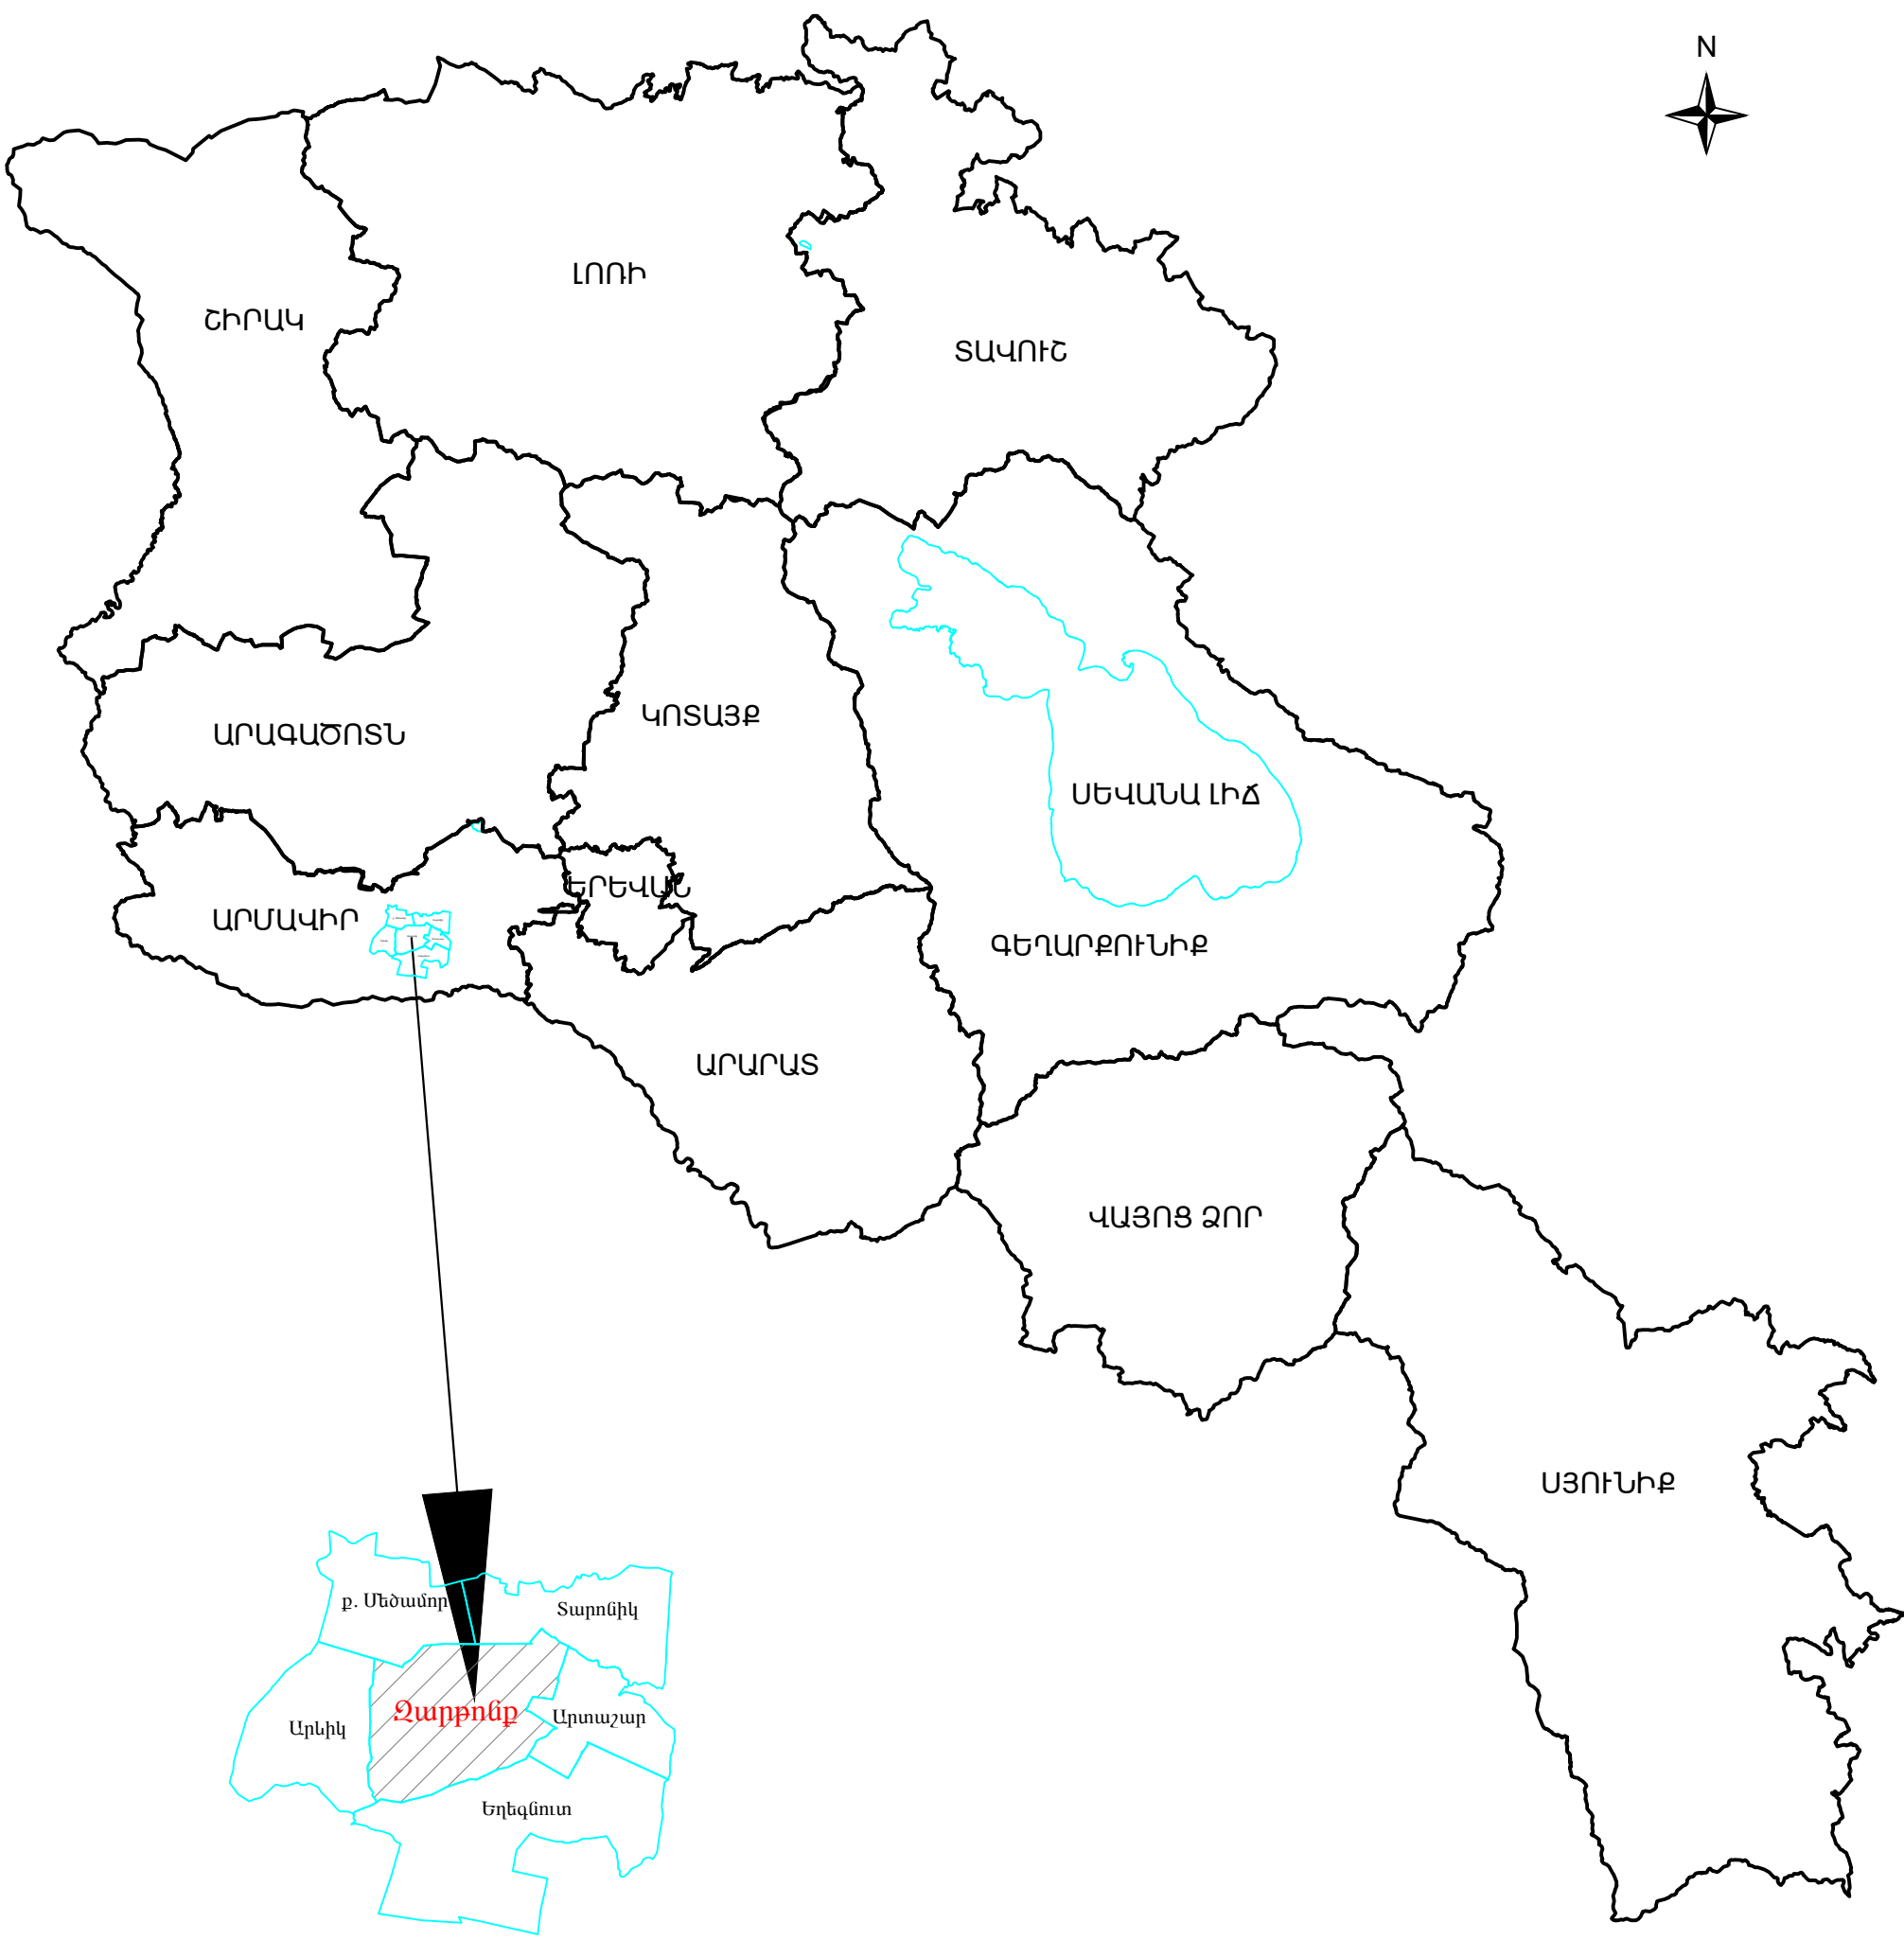 N
ԼՈՌԻ
ՇԻՐԱԿ
ՏԱՎՈՒՇ
ԿՈՏԱՅՔ
ԱՐԱԳԱԾՈՏՆ
ՍԵՎԱՆԱ ԼԻՃ
ԵՐԵՎԱՆ
ԱՐՄԱՎԻՐ
ԳԵՂԱՐՔՈՒՆԻՔ
ԱՐԱՐԱՏ
ՎԱՅՈՑ ՁՈՐ
ՍՅՈՒՆԻՔ
ք. Մեծամոր
Տարոնիկ
Զարթոնք
Արևիկ
Արտաշար
Եղեգնուտ